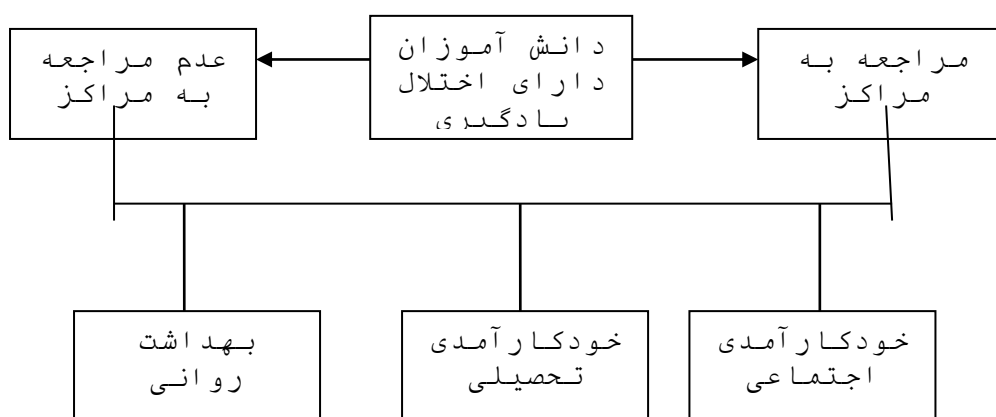 مراجعه به
مراکز
دانش آموزان
دارای اختلال
یادگیری
عدم مراجعه
به مراکز
خودکارآمدی
اجتماعی
خودکارآمدی
تحصیلی
بهداشت
روانی